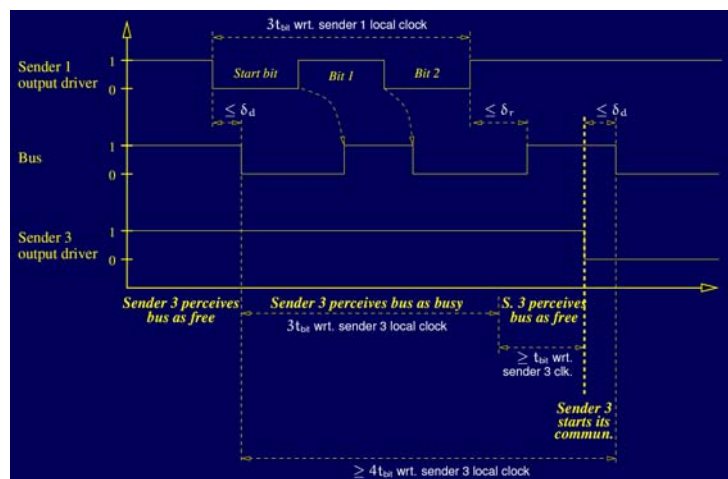 3t_bit wrt. sender 1 local clock
Sender 1
output driver
1
0
Start bit
Bit 1
Bit 2
≤ δ_d
≤ δ_r
≤ δ_d
Bus
1
0
Sender 3
output driver
1
0
Sender 3 perceives
bus as free
Sender 3 perceives bus as busy
S. 3 perceives
bus as free
3t_bit wrt. sender 3 local clock
≥ t_bit wrt.
sender 3 clk.
Sender 3
starts its
commun.
≥ 4t_bit wrt. sender 3 local clock